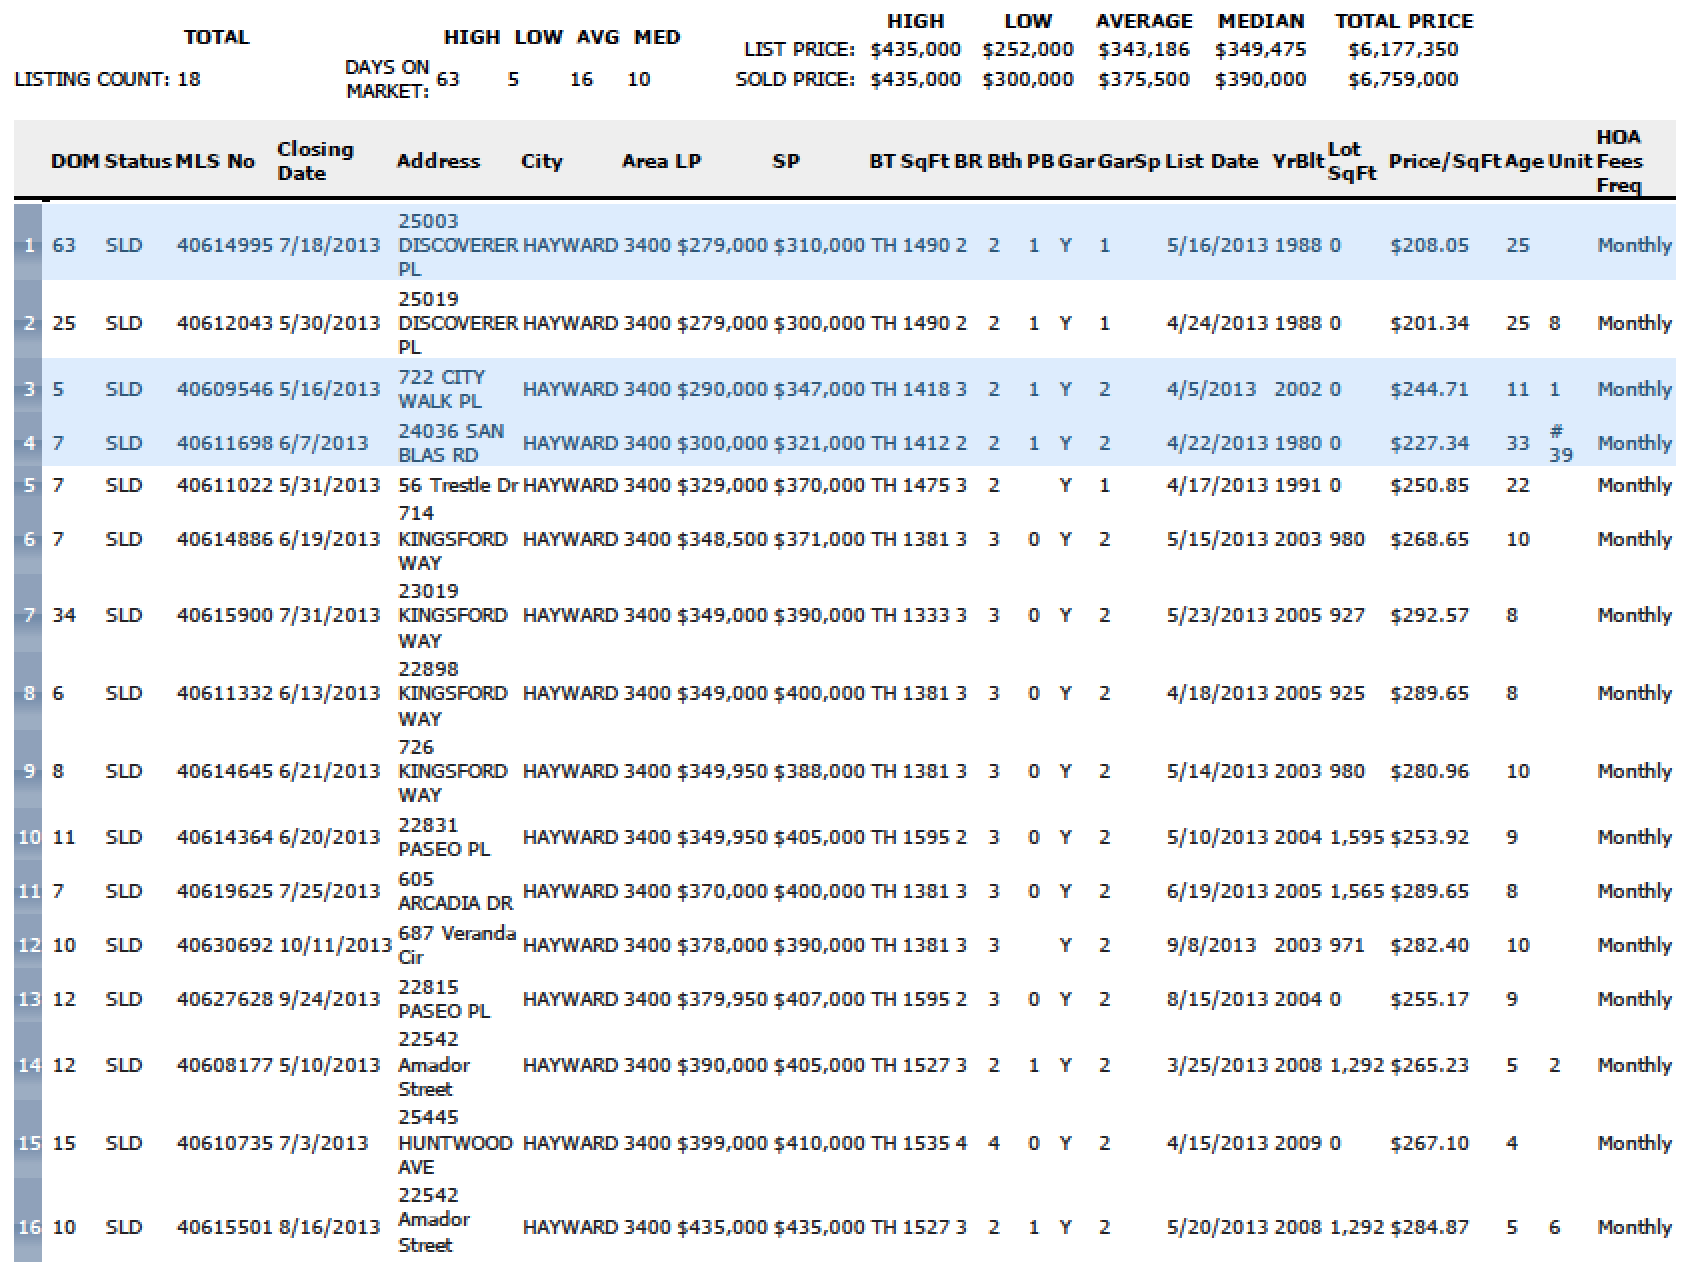 HIGH LOW AVERAGE MEDIAN TOTAL PRICE
TOTAL HIGH LOW AVG MED
LIST PRICE: $435,000 $252,000 $343,186 $349,475 $6,177,350
LISTING COUNT: 18 DAYS ON MARKET: 63 5 16 10 SOLD PRICE: $435,000 $300,000 $375,500 $390,000 $6,759,000
DOM Status MLS No Closing Date Address City Area LP SP BT SqFt BR Bth PB Gar GarSp List Date YrBlt Lot SqFt Price/SqFt Age Unit HOA Fees Freq
1 63 SLD 40614995 7/18/2013 25003 DISCOVERER PL HAYWARD 3400 $279,000 $310,000 TH 1490 2 2 1 Y 1 5/16/2013 1988 0 $208.05 25 Monthly
2 25 SLD 40612043 5/30/2013 25019 DISCOVERER PL HAYWARD 3400 $279,000 $300,000 TH 1490 2 2 1 Y 1 4/24/2013 1988 0 $201.34 25 8 Monthly
3 5 SLD 40609546 5/16/2013 722 CITY WALK PL HAYWARD 3400 $290,000 $347,000 TH 1418 3 2 1 Y 2 4/5/2013 2002 0 $244.71 11 1 Monthly
4 7 SLD 40611698 6/7/2013 24036 SAN BLAS RD HAYWARD 3400 $300,000 $321,000 TH 1412 2 2 1 Y 2 4/22/2013 1980 0 $227.34 33 # 39 Monthly
5 7 SLD 40611022 5/31/2013 56 Trestle Dr HAYWARD 3400 $329,000 $370,000 TH 1475 3 2 Y 1 4/17/2013 1991 0 $250.85 22 Monthly
6 7 SLD 40614886 6/19/2013 714 KINGSFORD WAY HAYWARD 3400 $348,500 $371,000 TH 1381 3 3 0 Y 2 5/15/2013 2003 980 $268.65 10 Monthly
7 34 SLD 40615900 7/31/2013 23019 KINGSFORD WAY HAYWARD 3400 $349,000 $390,000 TH 1333 3 3 0 Y 2 5/23/2013 2005 927 $292.57 8 Monthly
8 6 SLD 40611332 6/13/2013 22898 KINGSFORD WAY HAYWARD 3400 $349,000 $400,000 TH 1381 3 3 0 Y 2 4/18/2013 2005 925 $289.65 8 Monthly
9 8 SLD 40614645 6/21/2013 726 KINGSFORD WAY HAYWARD 3400 $349,950 $388,000 TH 1381 3 3 0 Y 2 5/14/2013 2003 980 $280.96 10 Monthly
10 11 SLD 40614364 6/20/2013 22831 PASEO PL HAYWARD 3400 $349,950 $405,000 TH 1595 2 3 0 Y 2 5/10/2013 2004 1,595 $253.92 9 Monthly
11 7 SLD 40619625 7/25/2013 605 ARCADIA DR HAYWARD 3400 $370,000 $400,000 TH 1381 3 3 0 Y 2 6/19/2013 2005 1,565 $289.65 8 Monthly
12 10 SLD 40630692 10/11/2013 687 Veranda Cir HAYWARD 3400 $378,000 $390,000 TH 1381 3 3 Y 2 9/8/2013 2003 971 $282.40 10 Monthly
13 12 SLD 40627628 9/24/2013 22815 PASEO PL HAYWARD 3400 $379,950 $407,000 TH 1595 2 3 0 Y 2 8/15/2013 2004 0 $255.17 9 Monthly
14 12 SLD 40608177 5/10/2013 22542 Amador Street HAYWARD 3400 $390,000 $405,000 TH 1527 3 2 1 Y 2 3/25/2013 2008 1,292 $265.23 5 2 Monthly
15 15 SLD 40610735 7/3/2013 25445 HUNTWOOD AVE HAYWARD 3400 $399,000 $410,000 TH 1535 4 4 0 Y 2 4/15/2013 2009 0 $267.10 4 Monthly
16 10 SLD 40615501 8/16/2013 22542 Amador Street HAYWARD 3400 $435,000 $435,000 TH 1527 3 2 1 Y 2 5/20/2013 2008 1,292 $284.87 5 6 Monthly